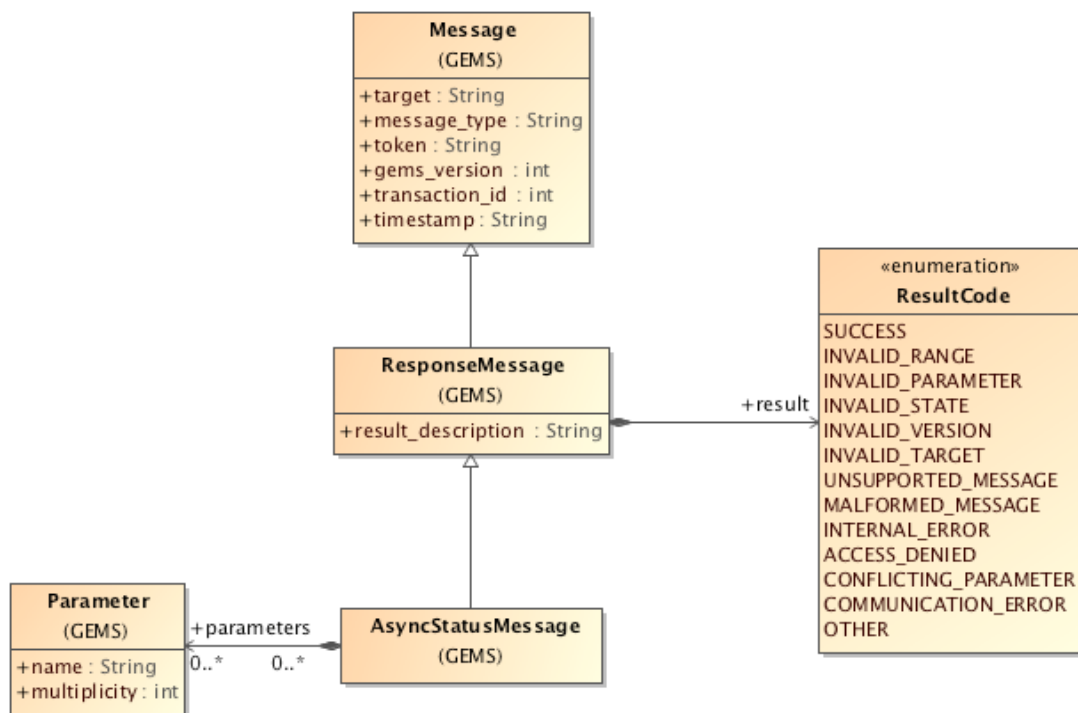 Message
(GEMS)
+target : String
+message_type : String
+token : String
+gems_version : int
+transaction_id : int
+timestamp : String
«enumeration»
ResultCode
SUCCESS
INVALID_RANGE
INVALID_PARAMETER
INVALID_STATE
INVALID_VERSION
INVALID_TARGET
UNSUPPORTED_MESSAGE
MALFORMED_MESSAGE
INTERNAL_ERROR
ACCESS_DENIED
CONFLICTING_PARAMETER
COMMUNICATION_ERROR
OTHER
ResponseMessage
(GEMS)
+result_description : String
+result
Parameter
(GEMS)
+name : String
+multiplicity : int
+parameters
0..* 0..*
AsyncStatusMessage
(GEMS)